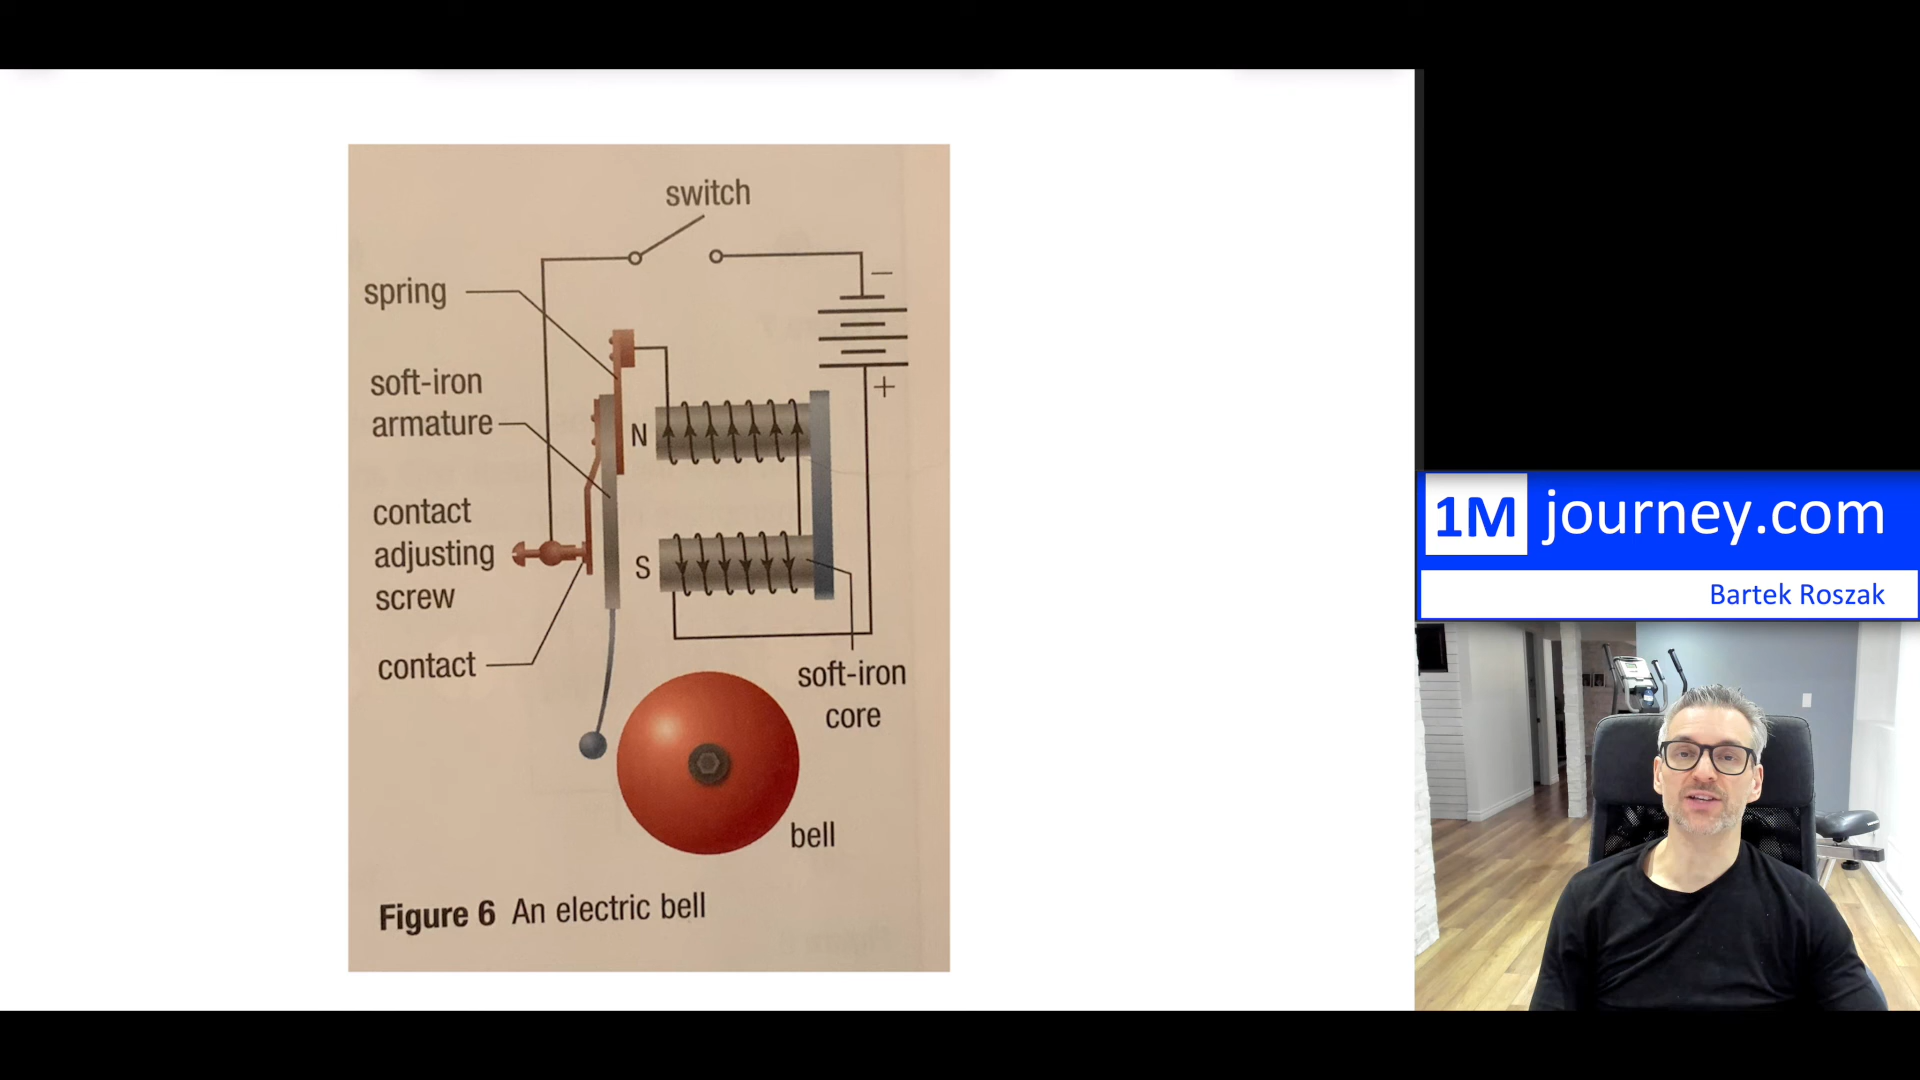 switch
spring
−
soft-iron
armature
+
N
contact
adjusting
screw
S
contact
soft-iron
core
bell
Figure 6 An electric bell
1M journey.com
Bartek Roszak